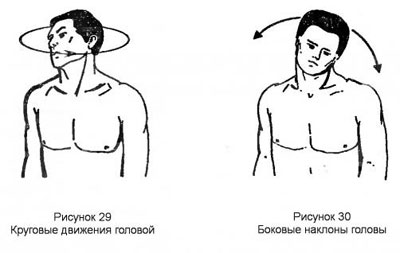 Рисунок 29
Круговые движения головой
Рисунок 30
Боковые наклоны головы